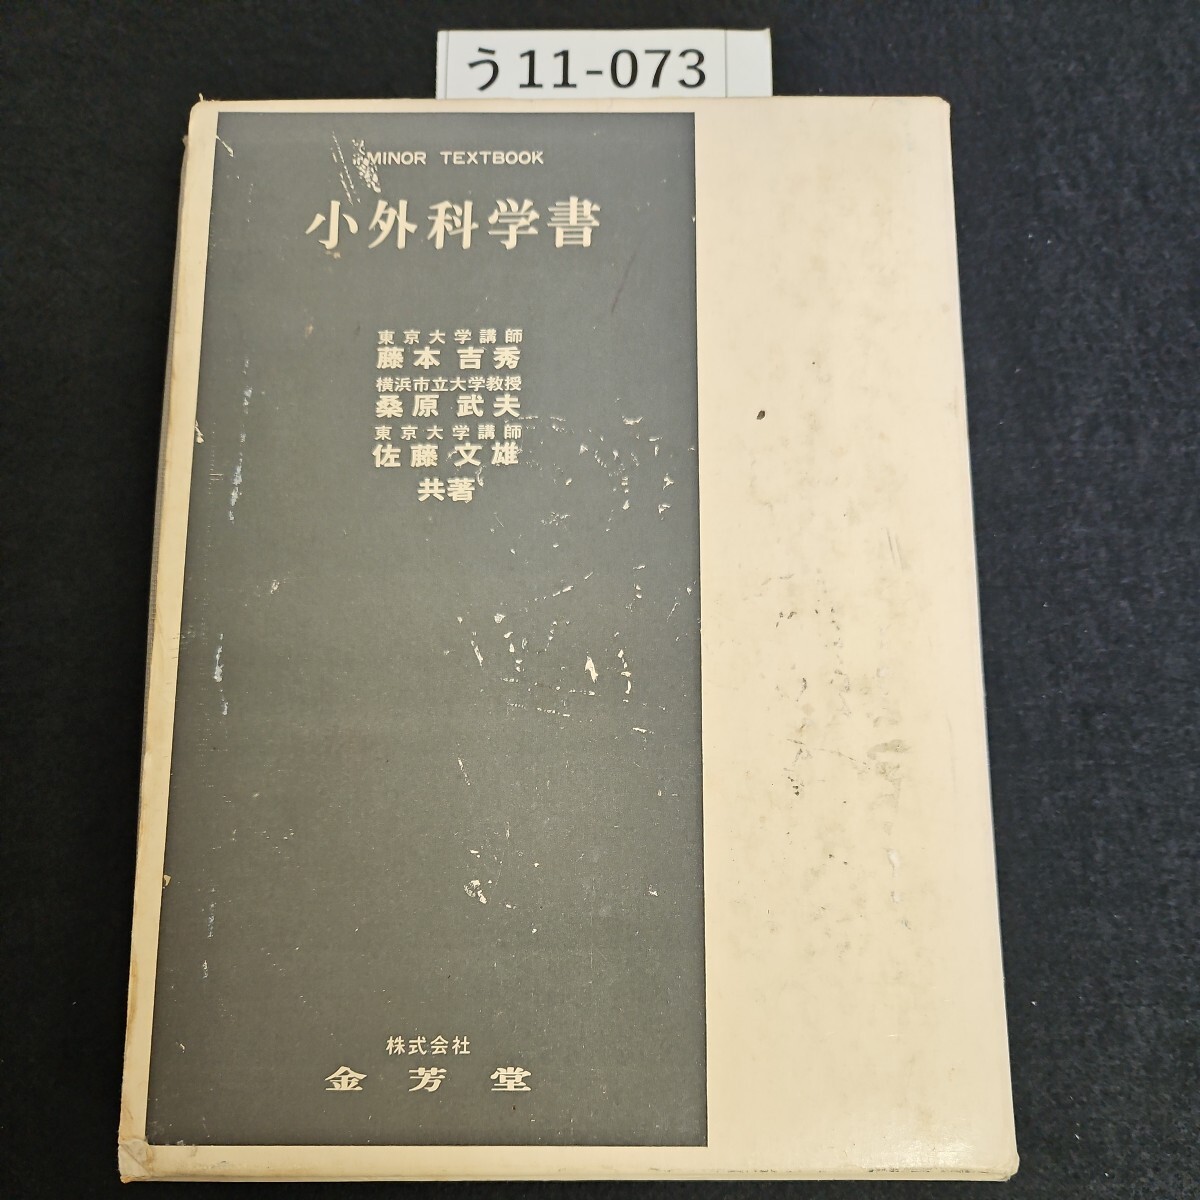 う11-073
MINOR TEXTBOOK
小外科学書
東京大学講師
藤本吉秀
横浜市立大学教授
桑原武夫
東京大学講師
佐藤文雄
共著
株式会社
金芳堂